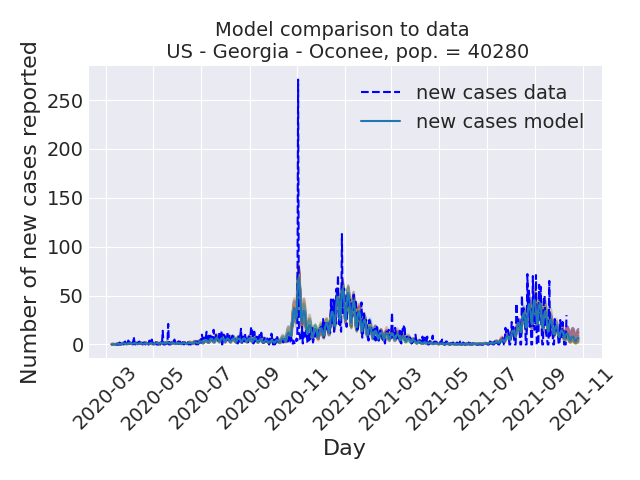 Model comparison to data
US - Georgia - Oconee, pop. = 40280
Number of new cases reported
250
200
150
100
50
0
new cases data
new cases model
2020-03
2020-05
2020-07
2020-09
2020-11
2021-01
2021-03
2021-05
2021-07
2021-09
2021-11
Day